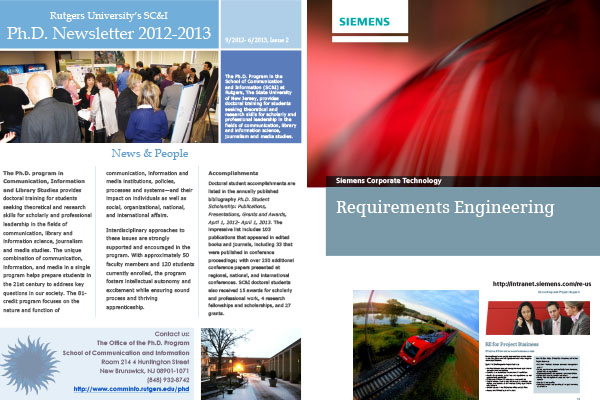 Rutgers University's SC&I
Ph.D. Newsletter 2012-2013
9/2012- 6/2013, Issue 2
The Ph.D. Program in the
School of Communication
and Information (SC&I) at
Rutgers, The State University
of New Jersey, provides
doctoral training for students
seeking theoretical and
research skills for scholarly and
professional leadership in the
fields of communication, library
and information science,
journalism and media studies.
News & People
The Ph.D. program in
Communication, Information
and Library Studies provides
doctoral training for students
seeking theoretical and research
skills for scholarly and professional
leadership in the fields of
communication, library and
information science, journalism
and media studies. The unique
combination of communication,
information, and media in a single
program helps prepare students in
the 21st century to address key
questions in our society. The 81-
credit program focuses on the
nature and function of
communication, information and
media institutions, policies,
processes and systems—and their
impact on individuals as well as
social, organizational, national,
and international affairs.
Interdisciplinary approaches to
these issues are strongly
supported and encouraged in the
program. With approximately 50
faculty members and 120 students
currently enrolled, the program
fosters intellectual autonomy and
excitement while ensuring sound
process and thriving
apprenticeship.
Accomplishments
Doctoral student accomplishments are
listed in the annually published
bibliography Ph.D. Student
Scholarship: Publications,
Presentations, Grants and Awards,
April 1, 2012- April 1, 2013. The
impressive list includes 102
publications that appeared in edited
books and journals, including 33 that
were published in conference
proceedings; with over 250 additional
conference papers presented at
regional, national, and international
conferences. SC&I doctoral students
also received 15 awards for scholarly
and professional work, 4 research
fellowships and scholarships, and 27
grants.
Contact us:
The Office of the Ph.D. Program
School of Communication and Information
Room 214 4 Huntington Street
New Brunswick, NJ 08901-1071
(848) 933-8742
http://www.comminfo.rutgers.edu/phd
SIEMENS
Siemens Corporate Technology
Requirements Engineering
http://intranet.siemens.com/re-us
RE for Project Business